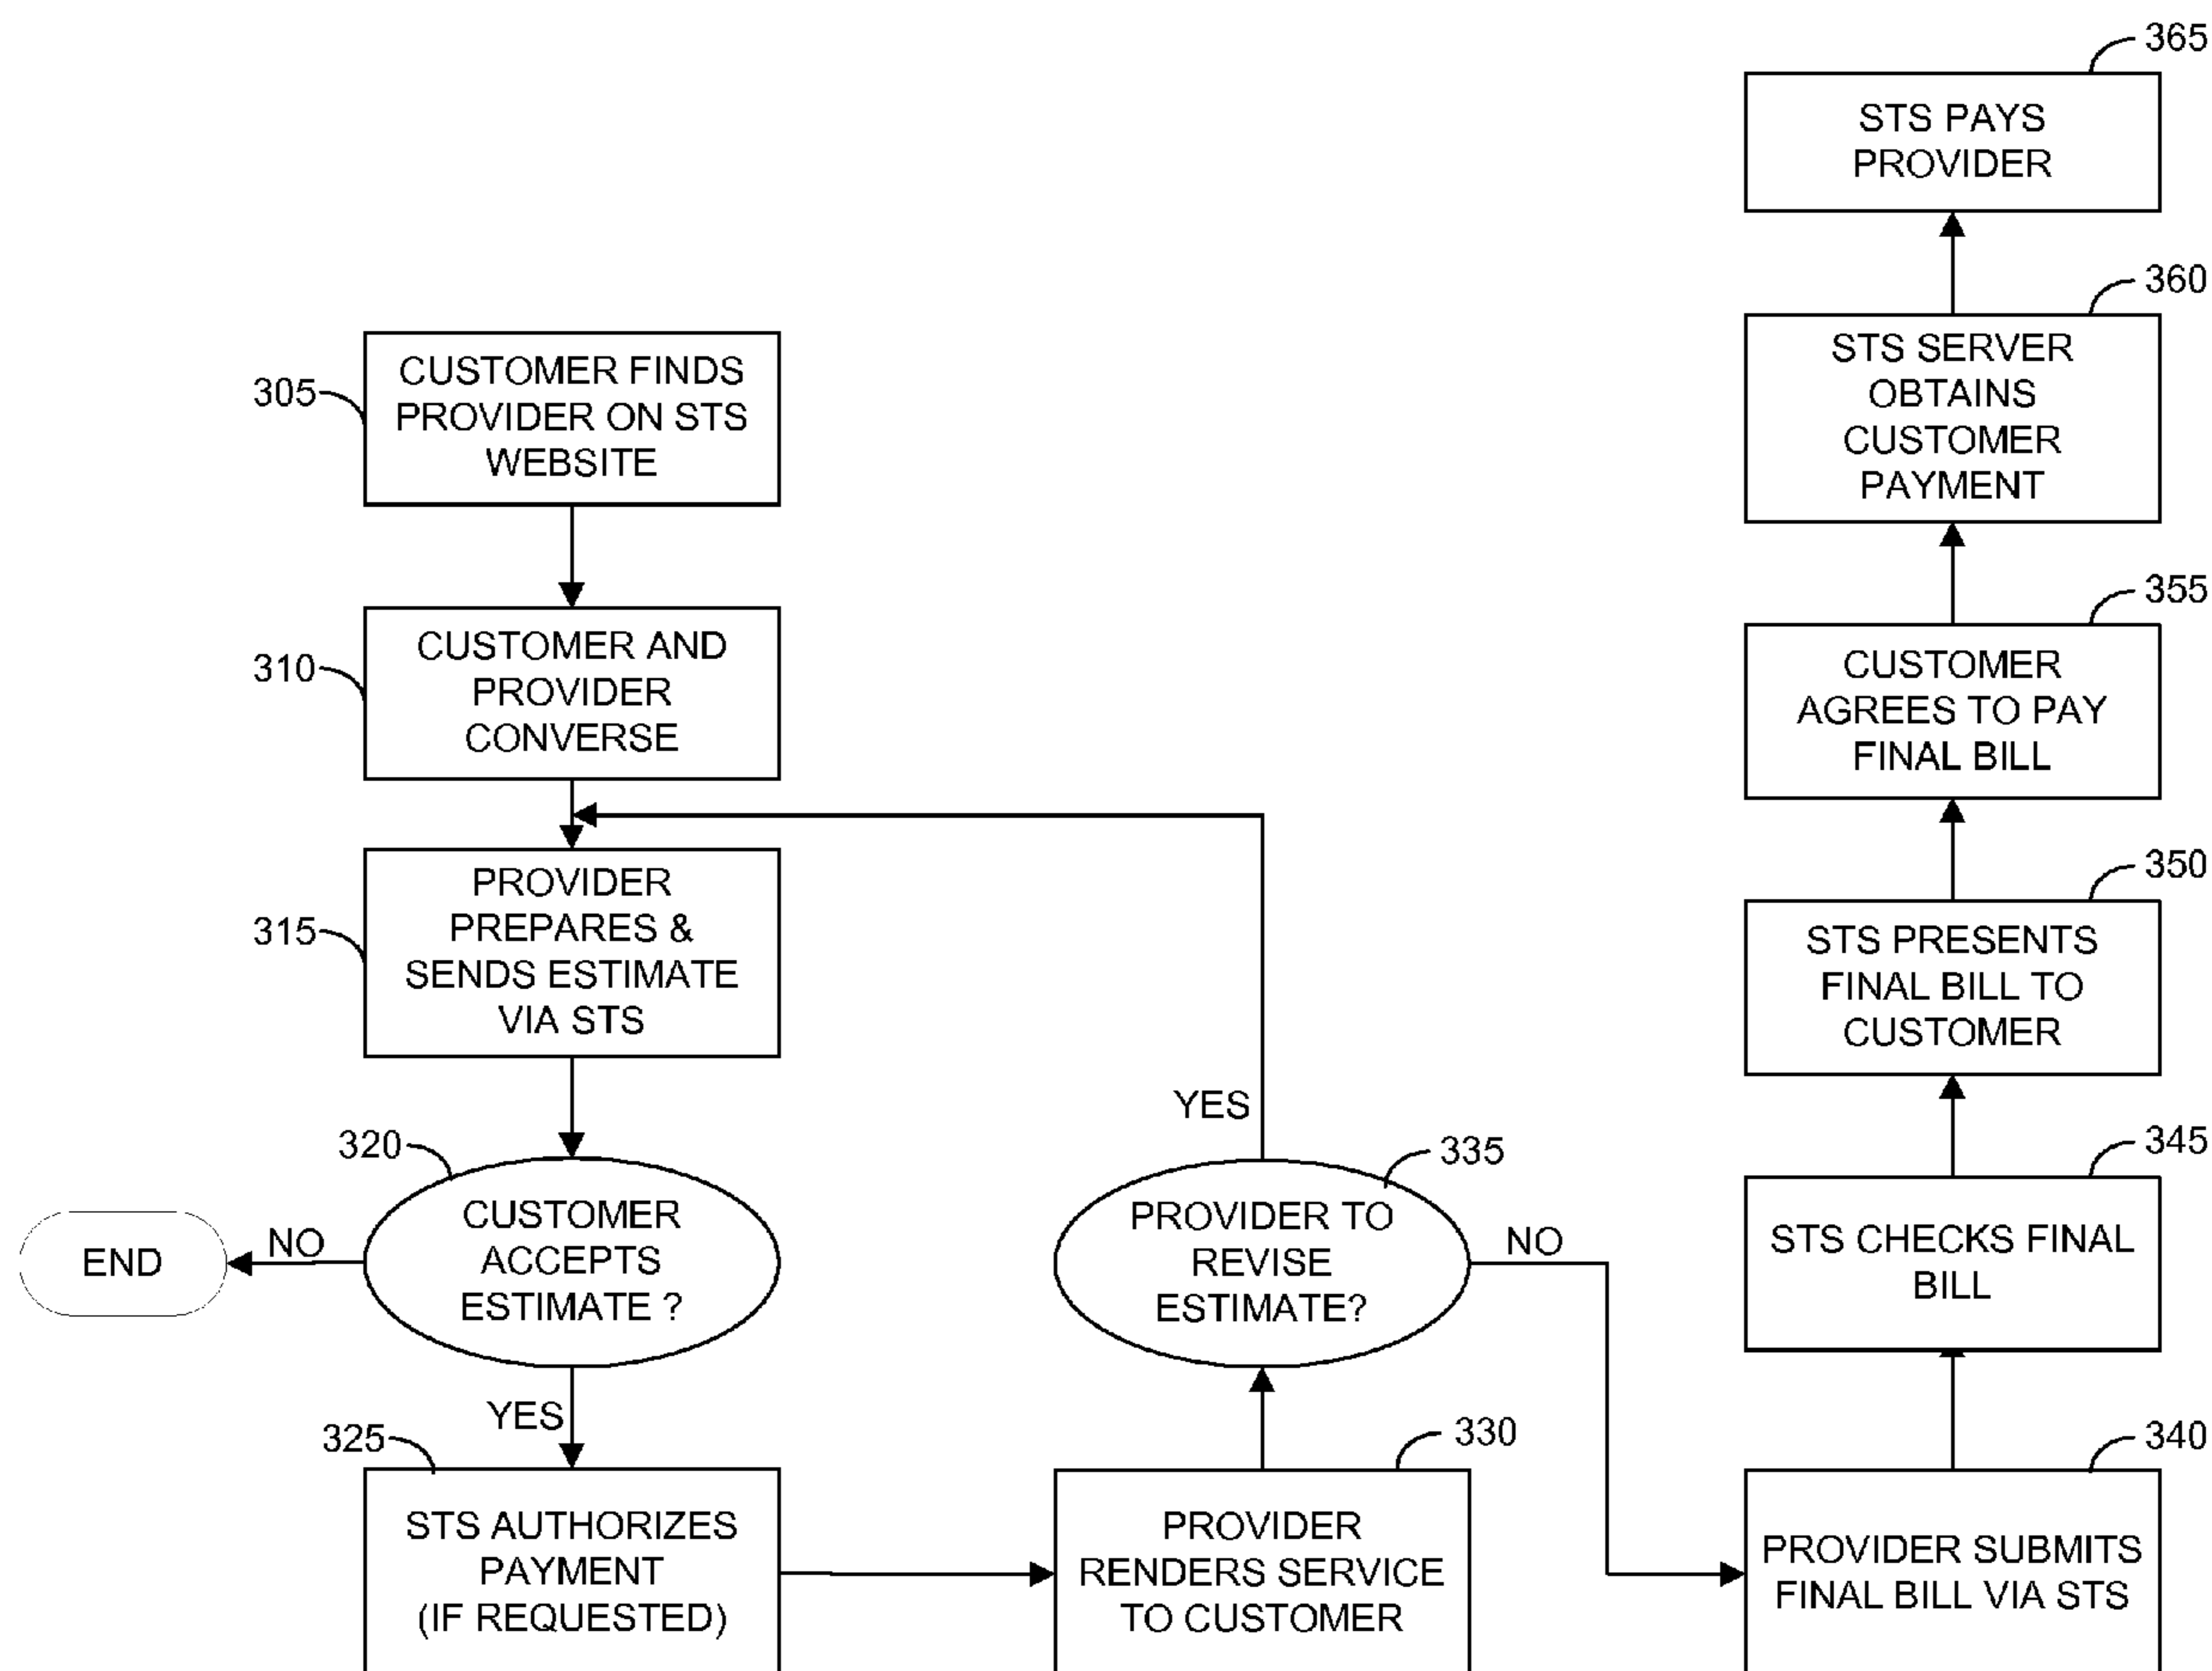 305
CUSTOMER FINDS
PROVIDER ON STS
WEBSITE
310
CUSTOMER AND
PROVIDER
CONVERSE
315
PROVIDER
PREPARES &
SENDS ESTIMATE
VIA STS
320
CUSTOMER
ACCEPTS
ESTIMATE ?
NO
END
YES
325
STS AUTHORIZES
PAYMENT
(IF REQUESTED)
330
PROVIDER
RENDERS SERVICE
TO CUSTOMER
335
PROVIDER TO
REVISE
ESTIMATE?
YES
NO
340
PROVIDER SUBMITS
FINAL BILL VIA STS
345
STS CHECKS FINAL
BILL
350
STS PRESENTS
FINAL BILL TO
CUSTOMER
355
CUSTOMER
AGREES TO PAY
FINAL BILL
360
STS SERVER
OBTAINS
CUSTOMER
PAYMENT
365
STS PAYS
PROVIDER